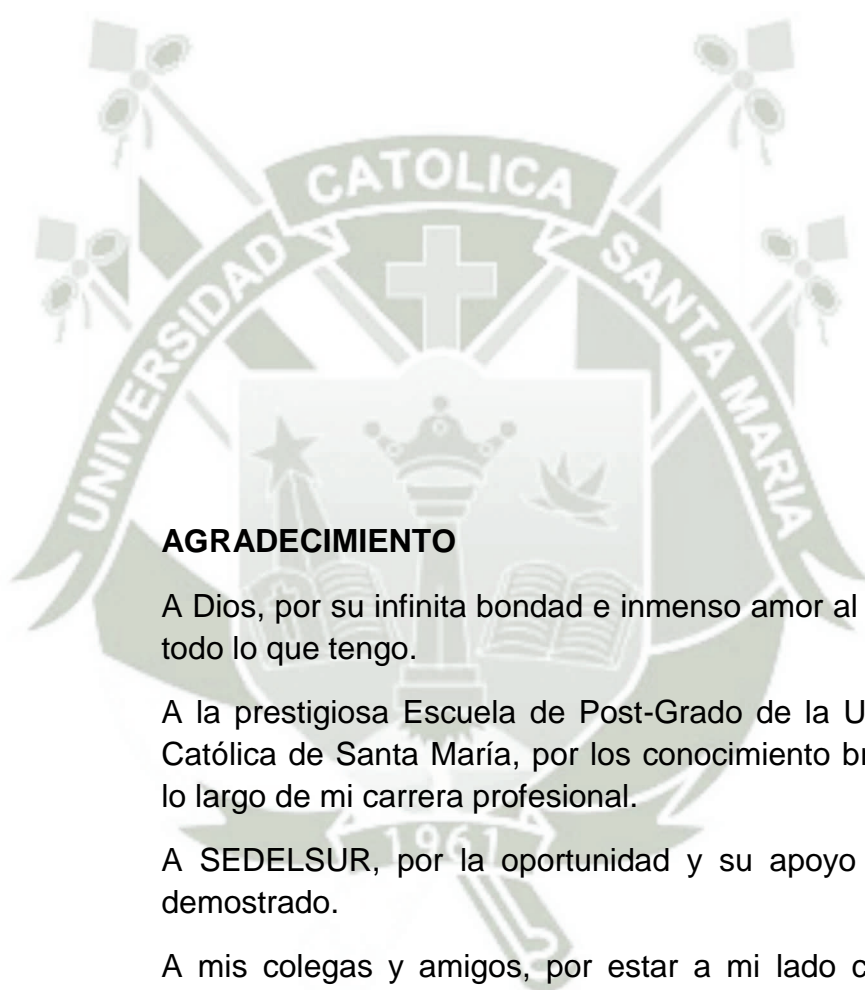 CATOLICA
UNIVERSIDAD
SANTA MARIA
AGRADECIMIENTO
A Dios, por su infinita bondad e inmenso amor al
todo lo que tengo.
A la prestigiosa Escuela de Post-Grado de la U
Católica de Santa María, por los conocimiento br
lo largo de mi carrera profesional.
1961
A SEDELSUR, por la oportunidad y su apoyo
demostrado.
A mis colegas y amigos, por estar a mi lado c